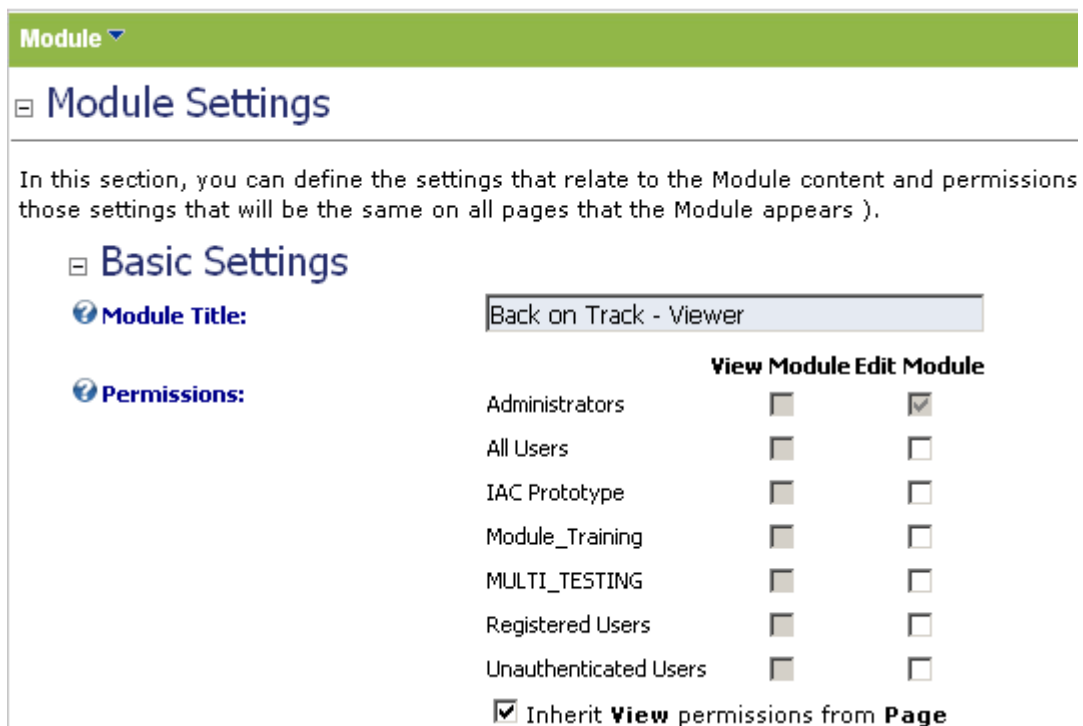 Module
Module Settings
In this section, you can define the settings that relate to the Module content and permissions
those settings that will be the same on all pages that the Module appears ).
Basic Settings
Module Title: Back on Track - Viewer
View Module Edit Module
Permissions:
Administrators
All Users
IAC Prototype
Module_Training
MULTI_TESTING
Registered Users
Unauthenticated Users
Inherit View permissions from Page